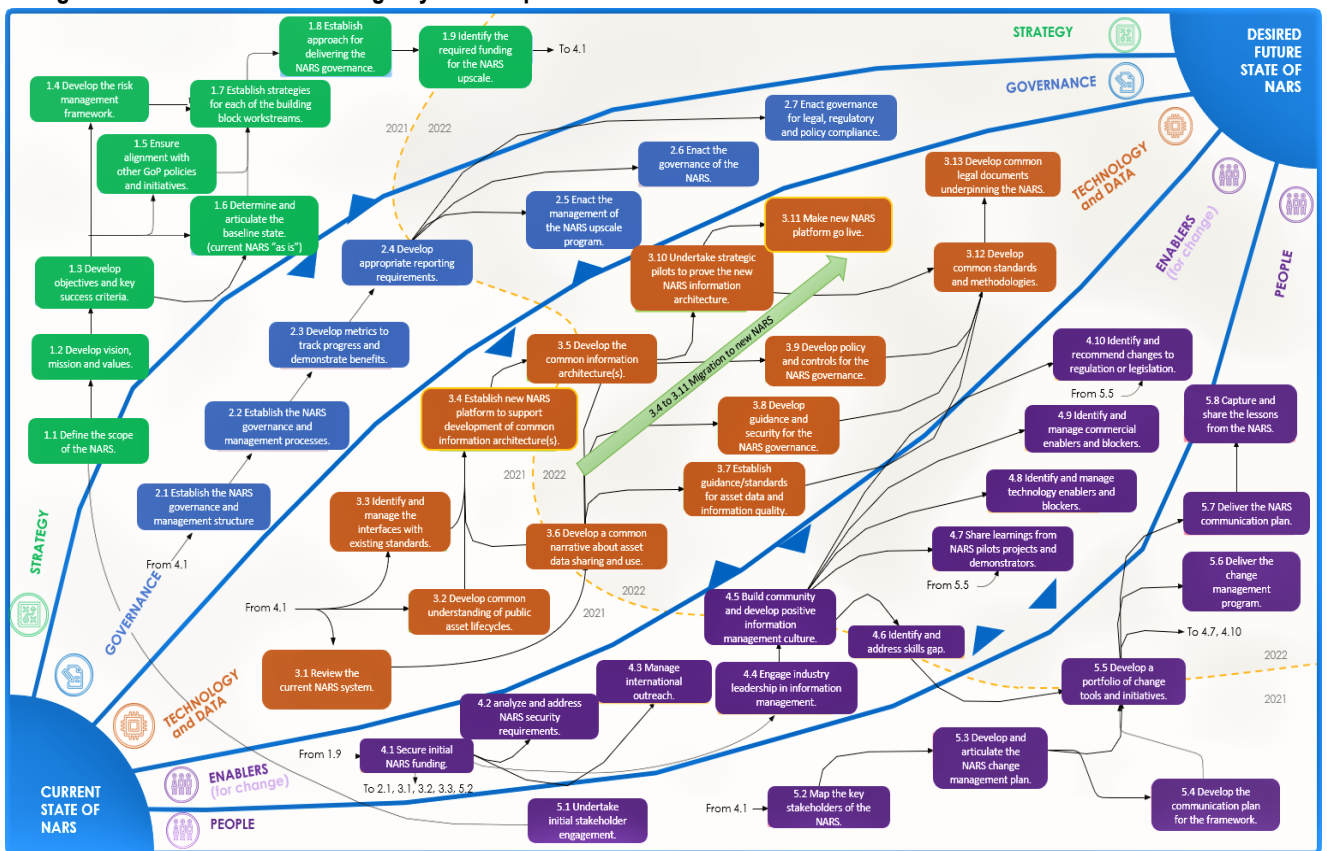 1.8 Establish
approach for
delivering the
NARS governance.
1.9 Identify the
required funding
for the NARS
upscale.
To 4.1
STRATEGY
GOVERNANCE
DESIRED
FUTURE
STATE OF
NARS
1.4 Develop the risk
management
framework.
1.7 Establish strategies
for each of the building
block workstreams.
2021
2022
2.7 Enact governance
for legal, regulatory
and policy compliance.
1.5 Ensure
alignment with
other GoP policies
and initiatives.
2.6 Enact the
governance of the
NARS.
3.13 Develop common
legal documents
underpinning the NARS.
TECHNOLOGY
and DATA
1.6 Determine and
articulate the
baseline state.
(current NARS "as is")
2.5 Enact the
management of
the NARS upscale
program.
3.11 Make new NARS
platform go live.
ENABLERS
(for change)
PEOPLE
2.4 Develop
appropriate reporting
requirements.
3.10 Undertake strategic
pilots to prove the new
NARS information
architecture.
3.12 Develop
common standards
and methodologies.
1.3 Develop
objectives and key
success criteria.
2.3 Develop metrics to
track progress and
demonstrate benefits.
3.5 Develop the
common information
architecture(s).
3.4 to 3.11 Migration to new NARS
3.9 Develop policy
and controls for the
NARS governance.
4.10 Identify and
recommend changes to
regulation or legislation.
From 5.5
1.2 Develop vision,
mission and values.
3.4 Establish new NARS
platform to support
development of common
information architecture(s).
3.8 Develop
guidance and
security for the
NARS governance.
4.9 Identify and
manage commercial
enablers and blockers.
5.8 Capture and
share the lessons
from the NARS.
1.1 Define the scope
of the NARS.
2.2 Establish the NARS
governance and
management processes.
2021
2022
3.7 Establish
guidance/standards
for asset data and
information quality.
4.8 Identify and manage
technology enablers and
blockers.
2.1 Establish the NARS
governance and
management structure
From 4.1
3.3 Identify and
manage the
interfaces with
existing standards.
3.6 Develop a common
narrative about asset
data sharing and use.
4.7 Share learnings from
NARS pilots projects and
demonstrators.
From 5.5
5.7 Deliver the NARS
communication plan.
STRATEGY
GOVERNANCE
From 4.1
3.2 Develop common
understanding of public
asset lifecycles.
2022
2021
4.5 Build community
and develop positive
information
management culture.
4.6 Identify and
address skills gap.
5.6 Deliver the
change
management
program.
To 4.7, 4.10
3.1 Review the
current NARS system.
4.3 Manage
international
outreach.
4.4 Engage industry
leadership in information
management.
5.5 Develop a
portfolio of change
tools and initiatives.
2022
2021
TECHNOLOGY
and DATA
4.2 analyze and address
NARS security
requirements.
From 1.9
4.1 Secure initial
NARS funding.
To 2.1, 3.1, 3.2, 3.3, 5.2
5.3 Develop and
articulate the
NARS change
management plan.
CURRENT
STATE OF
NARS
ENABLERS
(for change)
PEOPLE
5.1 Undertake
initial stakeholder
engagement.
From 4.1
5.2 Map the key
stakeholders of the
NARS.
5.4 Develop the
communication plan
for the framework.